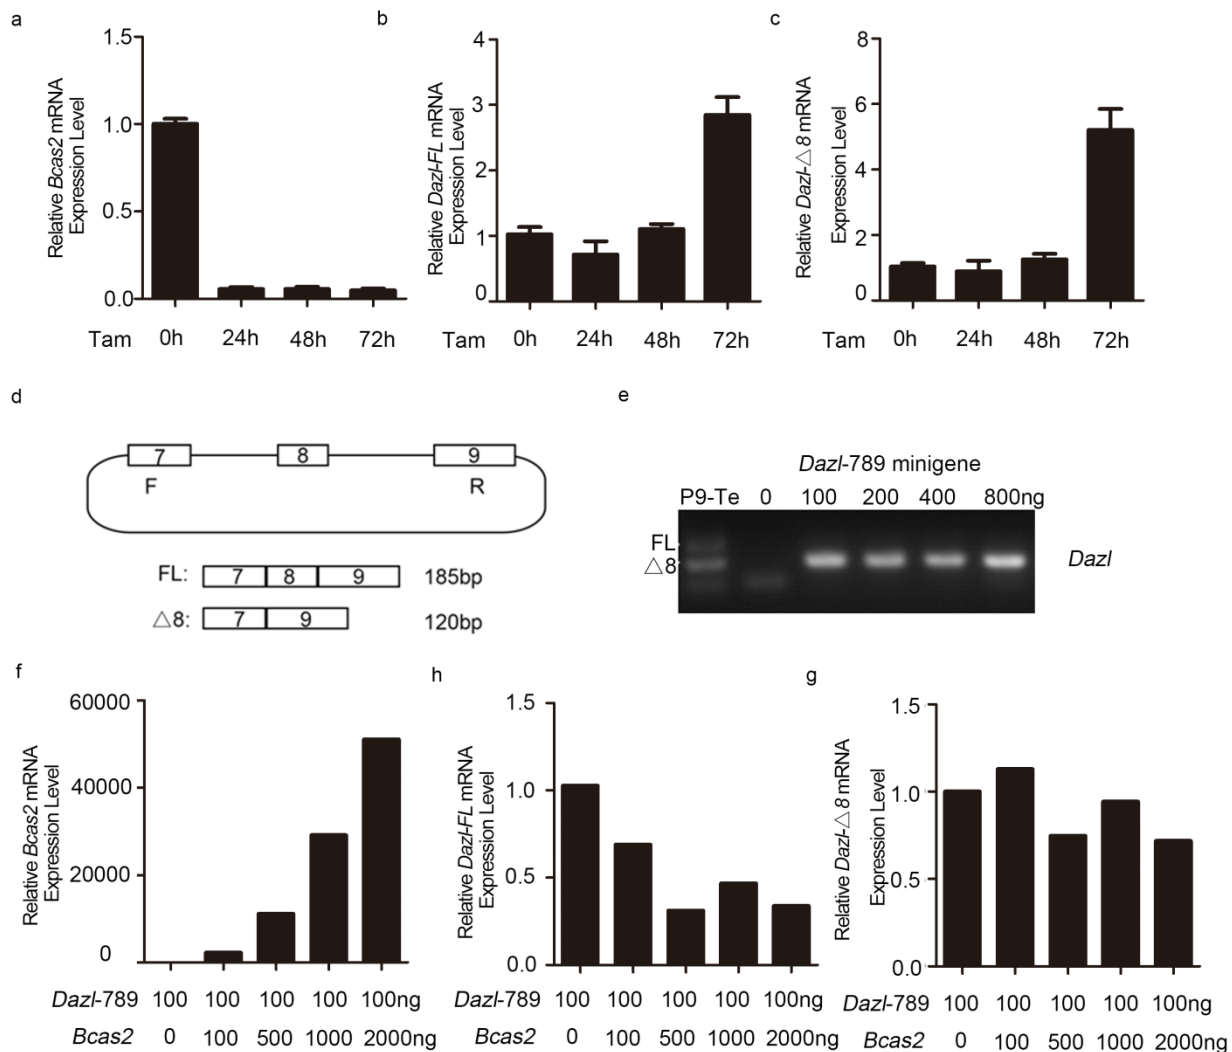 a
Relative Bcas2 mRNA
Expression Level
1.5
1.0
0.5
0.0
Tam 0h 24h 48h 72h
b
Relative Dazl-FL mRNA
Expression Level
4
3
2
1
0
Tam 0h 24h 48h 72h
c
Relative Dazl-△8 mRNA
Expression Level
8
6
4
2
0
Tam 0h 24h 48h 72h
d
7 8 9
F R
FL: 7 8 9 185bp
△8: 7 9 120bp
e
Dazl-789 minigene
P9-Te 0 100 200 400 800ng
FL
△8
Dazl
f
Relative Bcas2 mRNA
Expression Level
60000
40000
20000
0
Dazl-789 100 100 100 100 100ng
Bcas2 0 100 500 1000 2000ng
h
Relative Dazl-FL mRNA
Expression Level
1.5
1.0
0.5
0.0
Dazl-789 100 100 100 100 100ng
Bcas2 0 100 500 1000 2000ng
g
Relative Dazl-△8 mRNA
Expression Level
1.5
1.0
0.5
0.0
Dazl-789 100 100 100 100 100ng
Bcas2 0 100 500 1000 2000ng